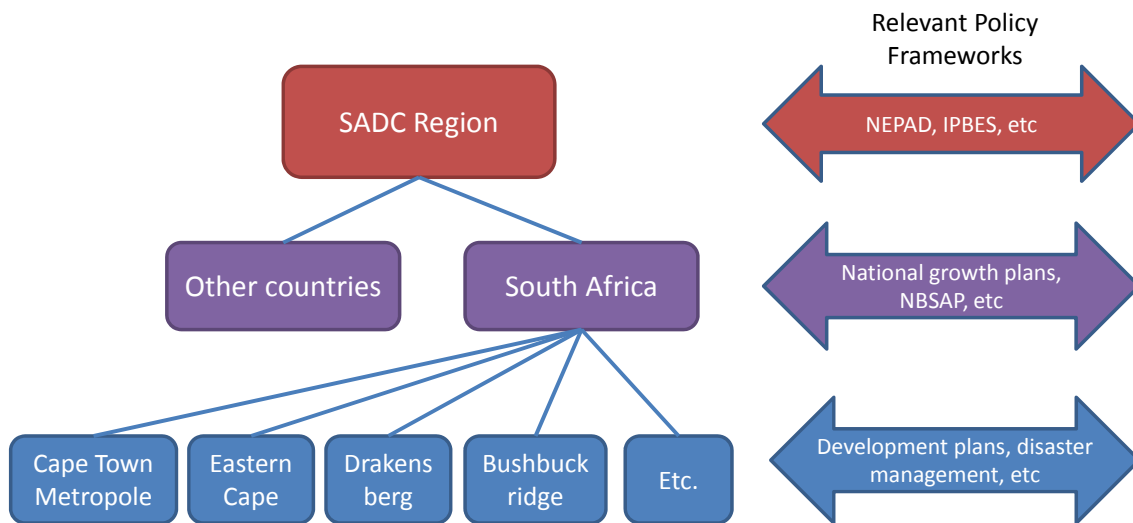 Relevant Policy
Frameworks
SADC Region
NEPAD, IPBES, etc
Other countries
South Africa
National growth plans,
NBSAP, etc
Cape Town
Metropole
Eastern
Cape
Drakens
berg
Bushbuck
ridge
Etc.
Development plans, disaster
management, etc